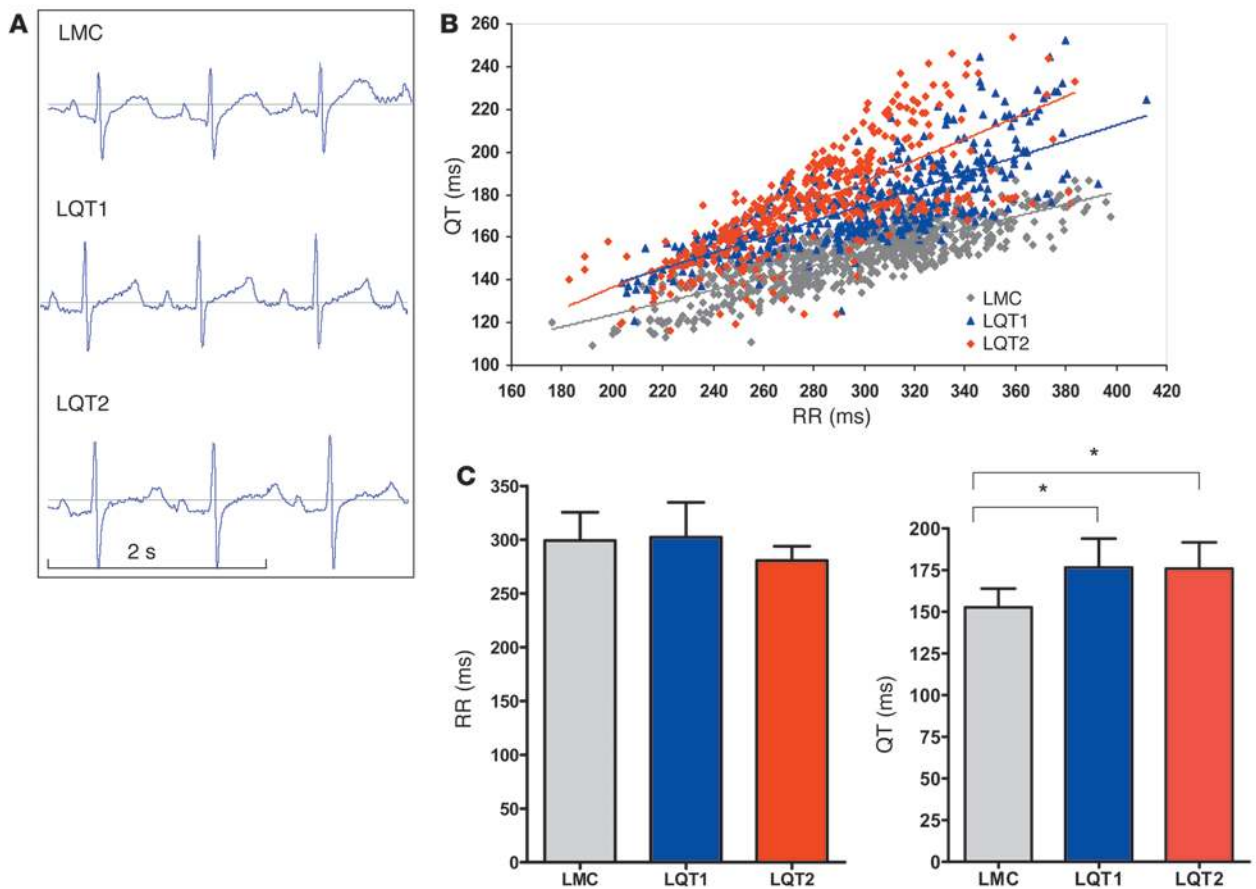 A
LMC
LQT1
LQT2
2 s
B
260
240
220
200
180
160
140
120
100
QT (ms)
LMC
LQT1
LQT2
160 180 200 220 240 260 280 300 320 340 360 380 400 420
RR (ms)
C
350
300
250
200
150
100
50
0
RR (ms)
LMC LQT1 LQT2
*
*
200
175
150
125
100
75
50
25
0
QT (ms)
LMC LQT1 LQT2